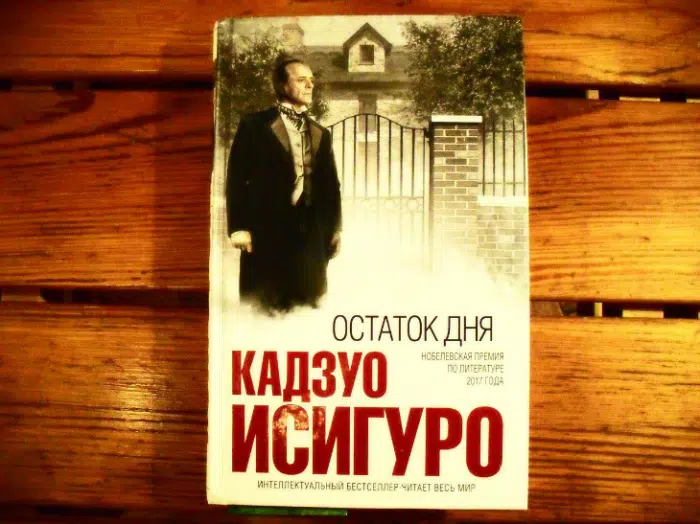 ОСТАТОК ДНЯ
НОБЕЛЕВСКАЯ ПРЕМИЯ
ПО ЛИТЕРАТУРЕ
2017 ГОДА
КАДЗУО
ИСИГУРО
ИНТЕЛЛЕКТУАЛЬНЫЙ БЕСТСЕЛЛЕР-ЧИТАЕТ ВЕСЬ МИР